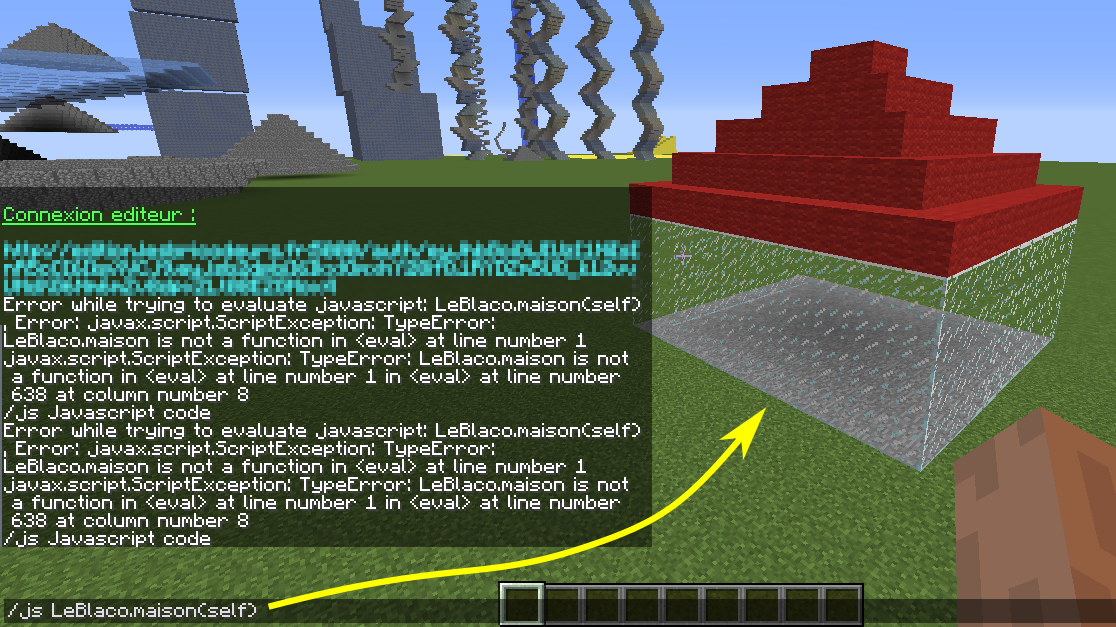 Connexion editeur :
Error while trying to evaluate javascript: LeBlaco.maison(self)
, Error: javax.script.ScriptException: TypeError:
LeBlaco.maison is not a function in <eval> at line number 1
javax.script.ScriptException: TypeError: LeBlaco.maison is not
a function in <eval> at line number 1 in <eval> at line number
638 at column number 8
/js Javascript code
Error while trying to evaluate javascript: LeBlaco.maison(self)
, Error: javax.script.ScriptException: TypeError:
LeBlaco.maison is not a function in <eval> at line number 1
javax.script.ScriptException: TypeError: LeBlaco.maison is not
a function in <eval> at line number 1 in <eval> at line number
638 at column number 8
/js Javascript code
/js LeBlaco.maison(self)